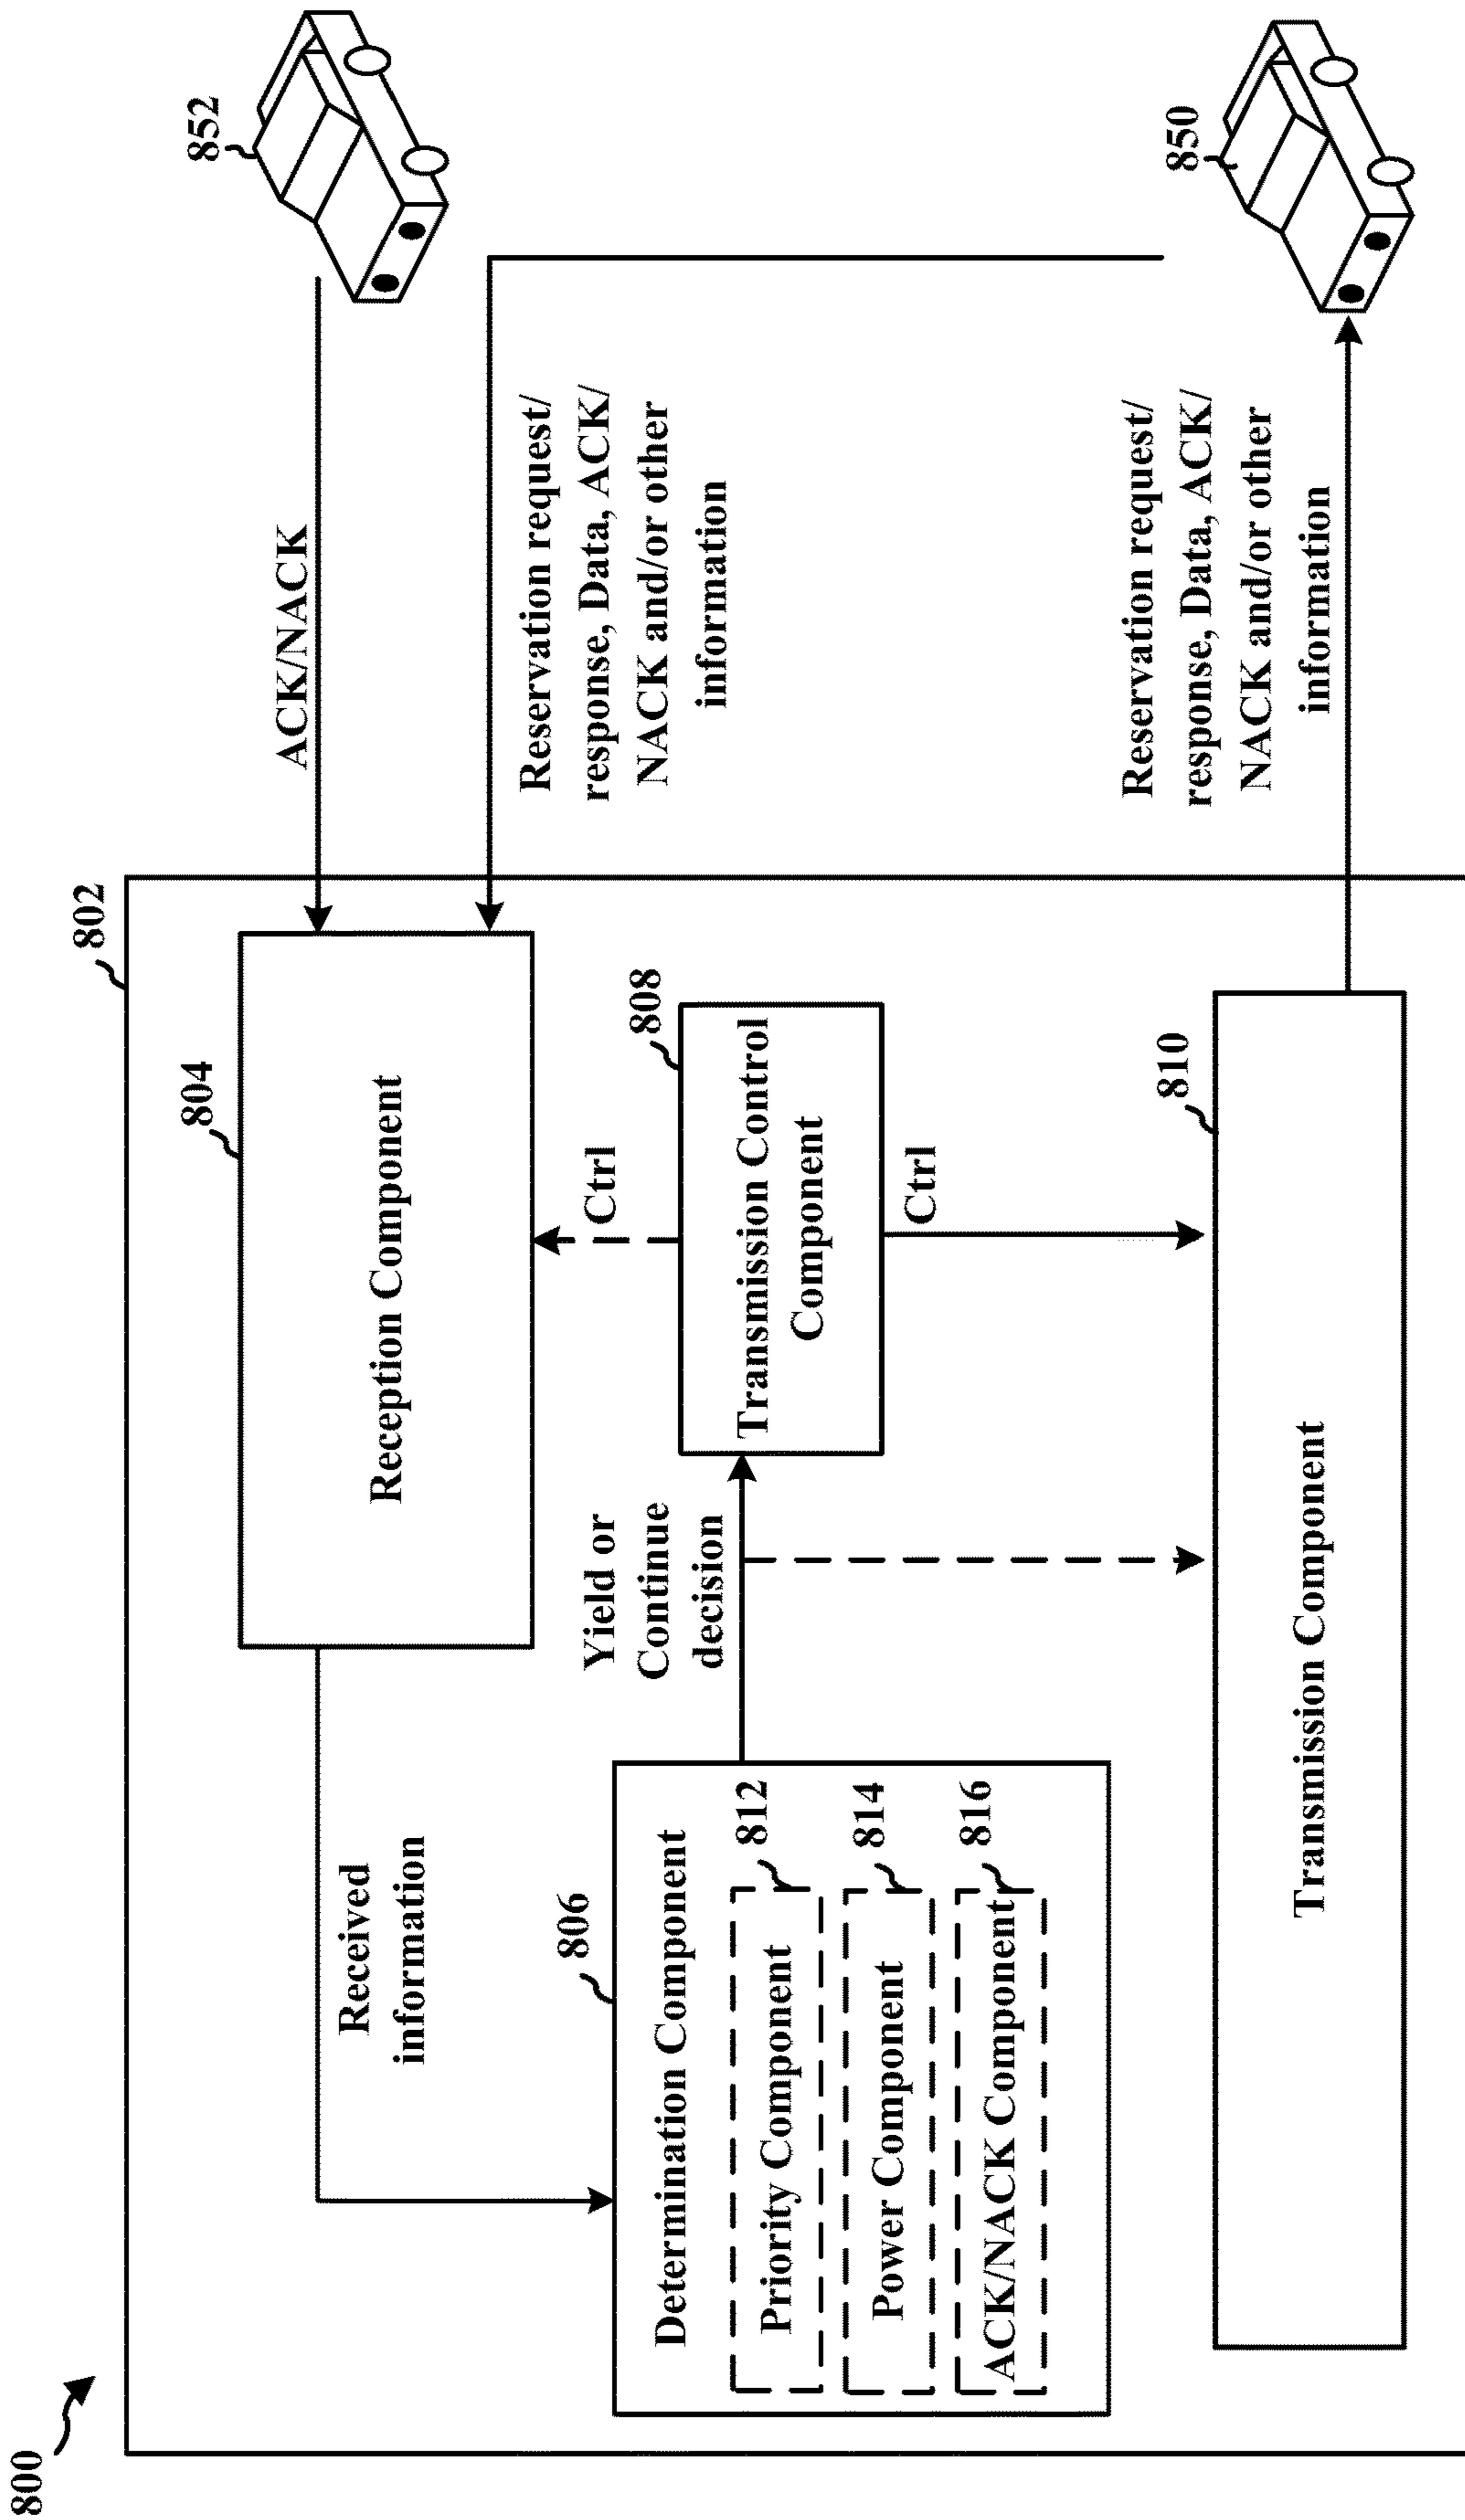 800
802
804
Reception Component
852
ACK/NACK
Reservation request/
response, Data, ACK/
NACK and/or other
information
Received
information
806
Determination Component
Priority Component
812
Power Component
814
ACK/NACK Component
816
Yield or
Continue
decision
Ctrl
808
Transmission Control
Component
Ctrl
810
Transmission Component
850
Reservation request/
response, Data, ACK/
NACK and/or other
information